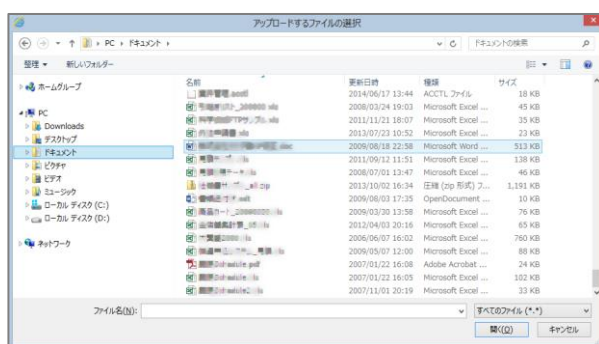 アップロードするファイルの選択
PC ドキュメント
ドキュメントの検索
整理 新しいフォルダー
ホームグループ
PC
Downloads
デスクトップ
ドキュメント
ピクチャ
ビデオ
ミュージック
ローカル ディスク (C:)
ローカル ディスク (D:)
ネットワーク
名前 更新日時 種類 サイズ
2014/06/17 13:44 ACCTL ファイル 18 KB
2008/03/24 19:03 Microsoft Excel ... 45 KB
2011/11/21 18:07 Microsoft Excel ... 35 KB
2013/07/23 10:52 Microsoft Excel ... 23 KB
2009/08/18 22:58 Microsoft Word ... 513 KB
2011/09/12 11:51 Microsoft Excel ... 138 KB
2008/07/01 13:47 Microsoft Excel ... 46 KB
2013/10/02 16:34 圧縮 (zip 形式) フ... 1,191 KB
2009/08/03 17:35 OpenDocument ... 10 KB
2009/03/30 13:58 Microsoft Excel ... 76 KB
2012/04/03 20:16 Microsoft Excel ... 65 KB
2006/06/07 16:02 Microsoft Excel ... 760 KB
2009/05/07 12:00 Microsoft Excel ... 88 KB
2007/01/22 16:08 Adobe Acrobat ... 24 KB
2007/01/22 16:05 Microsoft Excel ... 102 KB
2007/11/01 20:19 Microsoft Excel ... 33 KB
ファイル名(N): すべてのファイル (*.*)
開く(O) キャンセル